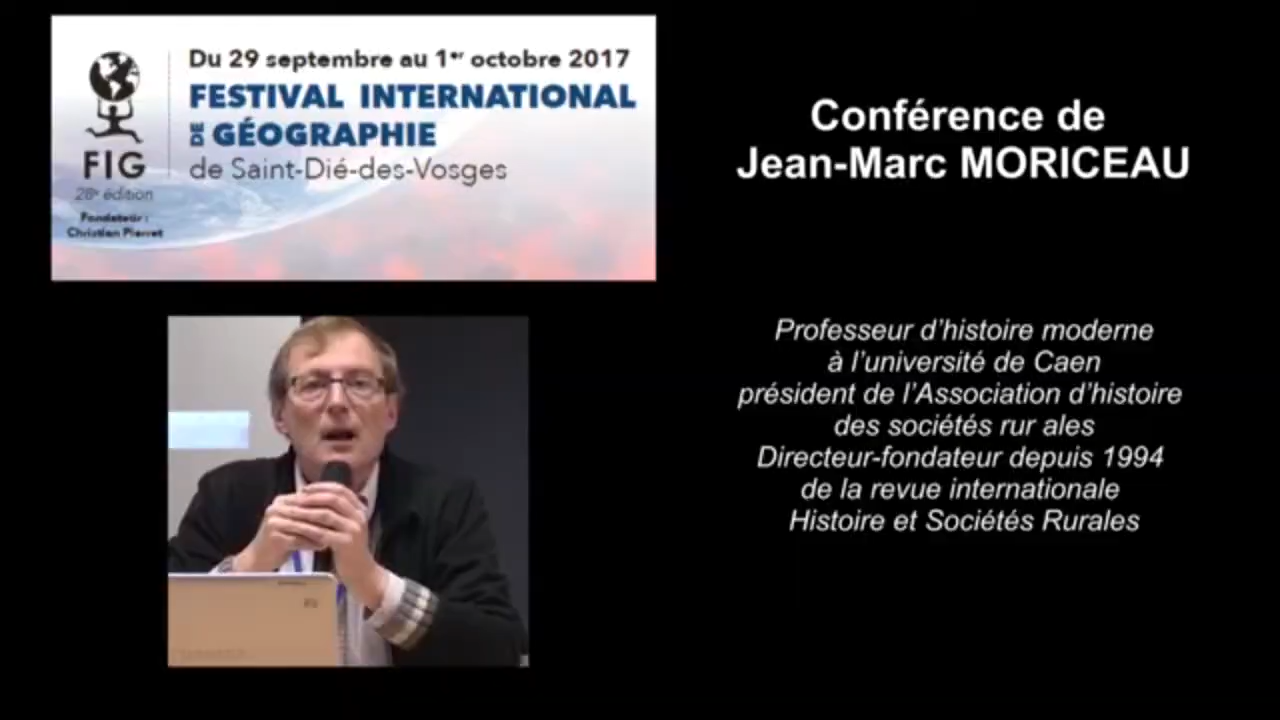 Du 29 septembre au 1er octobre 2017
FESTIVAL INTERNATIONAL
DE GÉOGRAPHIE
de Saint-Dié-des-Vosges
FIG
28e édition
Fondateur :
Christian Pierret
Conférence de
Jean-Marc MORICEAU
Professeur d'histoire moderne
à l'université de Caen
président de l'Association d'histoire
des sociétés rur ales
Directeur-fondateur depuis 1994
de la revue internationale
Histoire et Sociétés Rurales